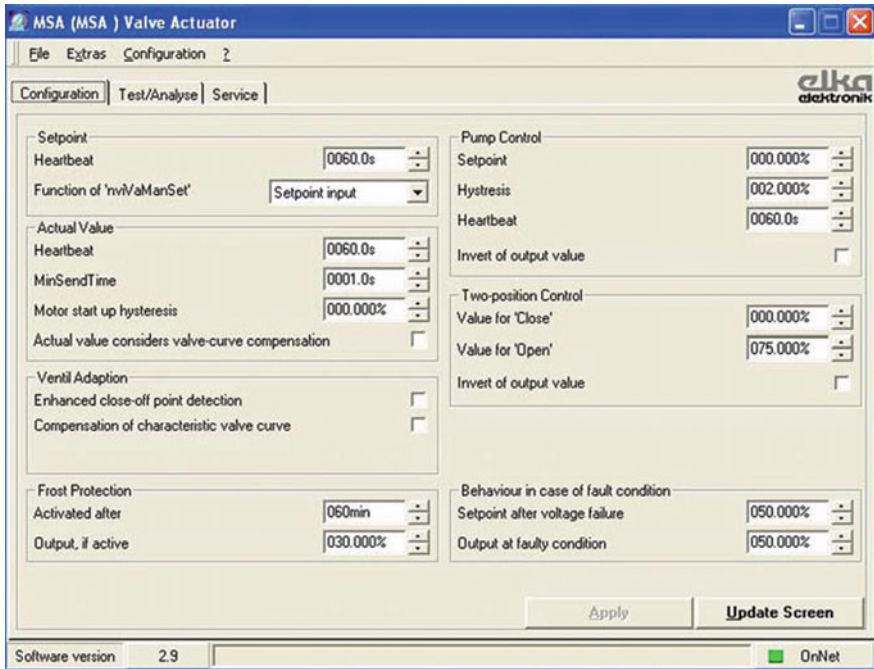 MSA (MSA ) Valve Actuator
File Extras Configuration ?
Configuration Test/Analyse Service
elka
elektronik
Setpoint
Heartbeat 0060.0s
Function of 'nviVaManSet' Setpoint input
Actual Value
Heartbeat 0060.0s
MinSendTime 0001.0s
Motor start up hysteresis 000.000%
Actual value considers valve-curve compensation
Ventil Adaption
Enhanced close-off point detection
Compensation of characteristic valve curve
Frost Protection
Activated after 060min
Output, if active 030.000%
Pump Control
Setpoint 000.000%
Hystresis 002.000%
Heartbeat 0060.0s
Invert of output value
Two-position Control
Value for 'Close' 000.000%
Value for 'Open' 075.000%
Invert of output value
Behaviour in case of fault condition
Setpoint after voltage failure 050.000%
Output at faulty condition 050.000%
Apply Update Screen
Software version 2.9 OnNet